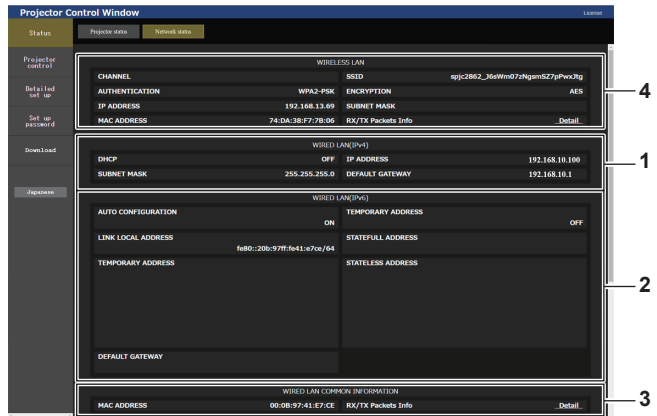 Projector Control Window
License
Status
Projector status
Network status
Projector control
Detailed set up
Set up password
Download
Japanese
WIRELESS LAN
CHANNEL
SSID spjc2862_J6sWm07zNgsmSZ7pPwxJtg
AUTHENTICATION WPA2-PSK ENCRYPTION AES
IP ADDRESS 192.168.13.69 SUBNET MASK
MAC ADDRESS 74:DA:38:F7:7B:06 RX/TX Packets Info _Detail_
4
WIRED LAN(IPv4)
DHCP OFF IP ADDRESS 192.168.10.100
SUBNET MASK 255.255.255.0 DEFAULT GATEWAY 192.168.10.1
1
WIRED LAN(IPv6)
AUTO CONFIGURATION ON TEMPORARY ADDRESS OFF
LINK LOCAL ADDRESS fe80::20b:97ff:fe41:e7ce/64 STATEFULL ADDRESS
TEMPORARY ADDRESS STATELESS ADDRESS
DEFAULT GATEWAY
2
WIRED LAN COMMON INFORMATION
MAC ADDRESS 00:0B:97:41:E7:CE RX/TX Packets Info _Detail_
3